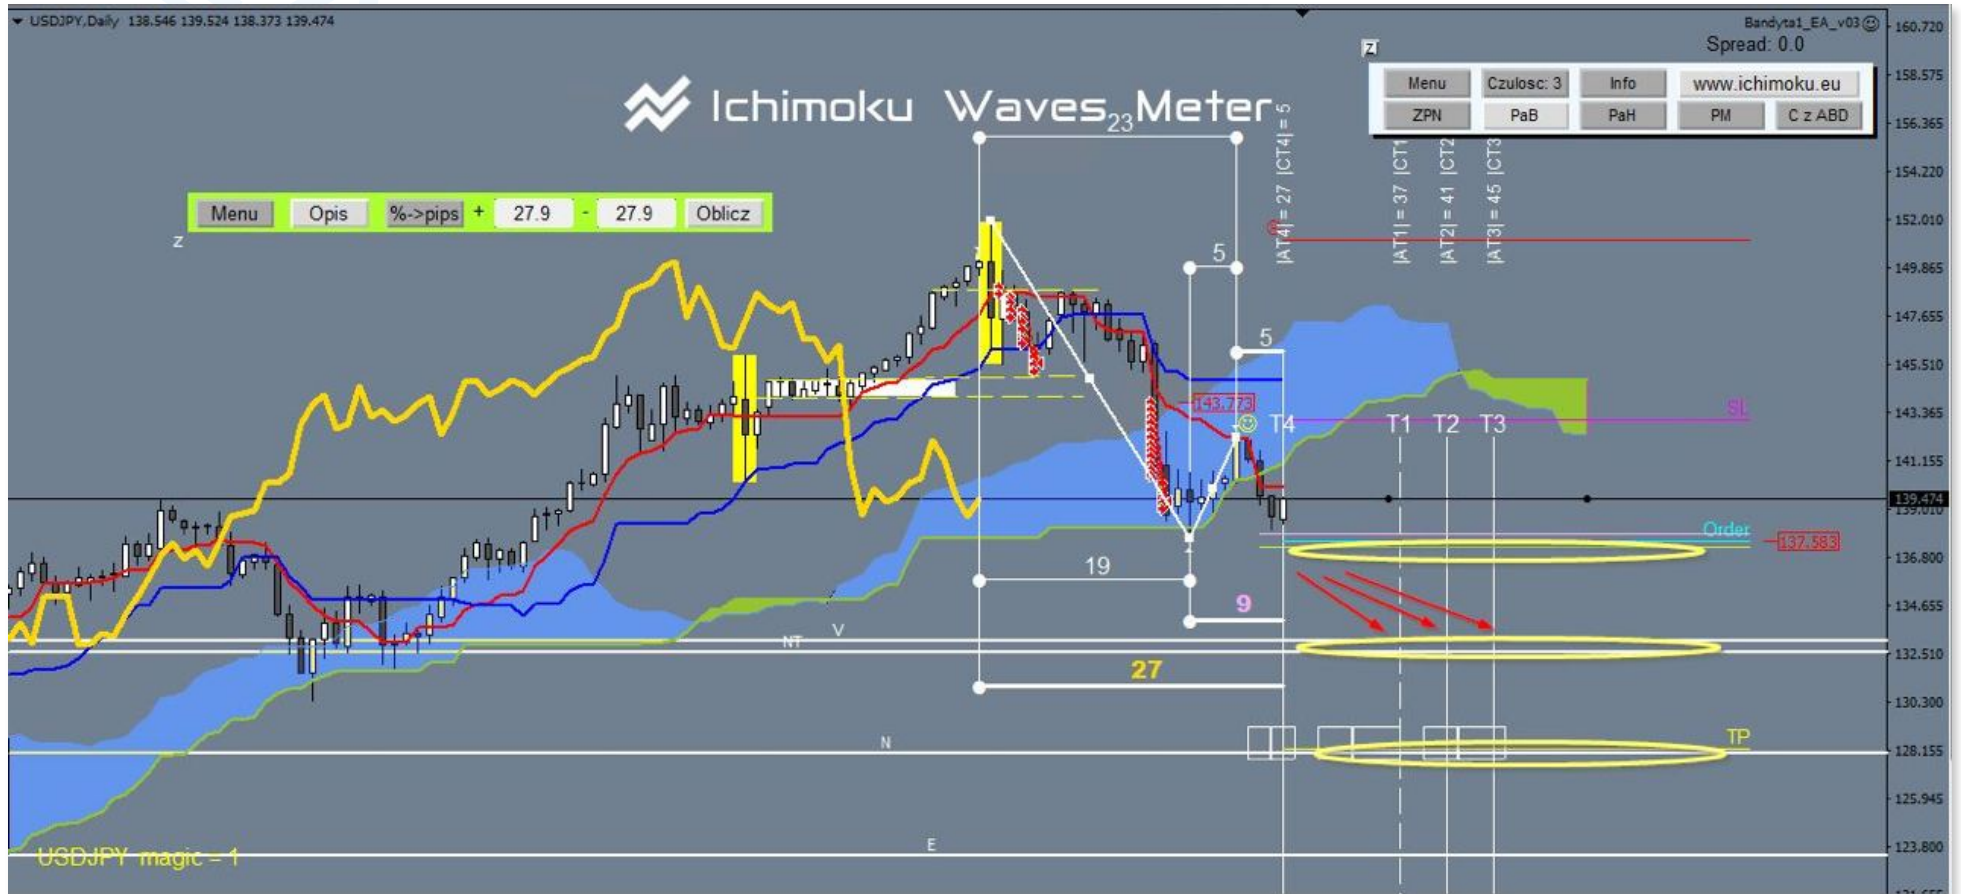 USDJPY,Daily 138.546 139.524 138.373 139.474
Bandyta1_EA_v03
Spread: 0.0
Z
Menu Czulosc: 3 Info www.ichimoku.eu
ZPN PaB PaH PM C z ABD
Ichimoku Waves Meter
23
|AT4| = 27 |CT4| = 5
|AT1| = 37 |CT1
|AT2| = 41 |CT2
|AT3| = 45 |CT3
Menu Opis %->pips + 27.9 - 27.9 Oblicz
z
5
5
143.773
SL
T4 T1 T2 T3
Order
137.583
19
9
V
NT
27
N
TP
E
USDJPY magic = 1
160.720
158.575
156.365
154.220
152.010
149.865
147.655
145.510
143.365
141.155
139.474
139.010
136.800
134.655
132.510
130.300
128.155
125.945
123.800